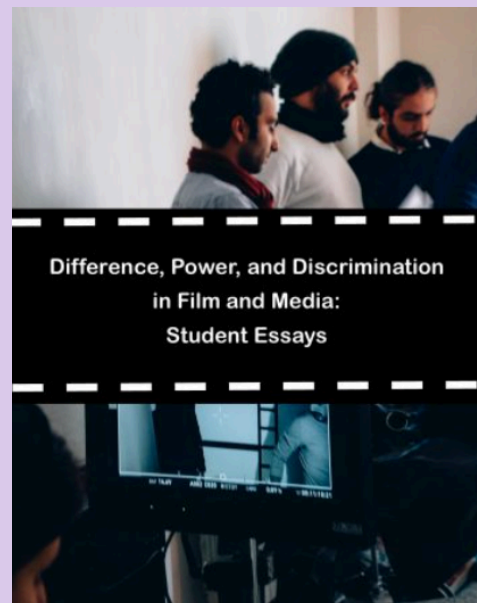 Difference, Power, and Discrimination
in Film and Media:
Student Essays